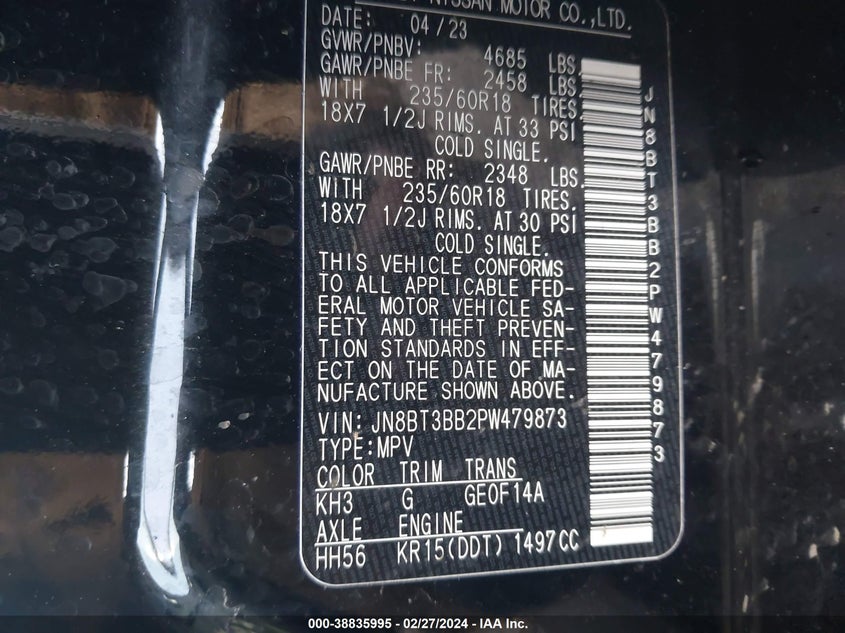 NISSAN MOTOR CO.,LTD.
DATE: 04/23
GVWR/PNBV: 4685 LBS.
GAWR/PNBE FR: 2458 LBS.
WITH 235/60R18 TIRES.
18X7 1/2J RIMS. AT 33 PSI
COLD SINGLE.
GAWR/PNBE RR: 2348 LBS.
WITH 235/60R18 TIRES.
18X7 1/2J RIMS. AT 30 PSI
COLD SINGLE.
THIS VEHICLE CONFORMS
TO ALL APPLICABLE FED-
ERAL MOTOR VEHICLE SA-
FETY AND THEFT PREVEN-
TION STANDARDS IN EFF-
ECT ON THE DATE OF MA-
NUFACTURE SHOWN ABOVE.
VIN: JN8BT3BB2PW479873
TYPE:MPV
COLOR TRIM TRANS
KH3 G GE0F14A
AXLE ENGINE
HH56 KR15(DDT) 1497CC
JN8BT3BB2PW479873
000-38835995 - 02/27/2024 - IAA Inc.